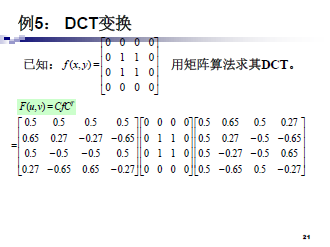 例5： DCT变换
已知： f(x,y) = [0 0 0 0
0 1 1 0
0 1 1 0
0 0 0 0] 用矩阵算法求其DCT。
F(u,v) = CfC^T
= [0.5 0.5 0.5 0.5] [0 0 0 0] [0.5 0.65 0.5 0.27]
[0.65 0.27 -0.27 -0.65] [0 1 1 0] [0.5 0.27 -0.5 -0.65]
[0.5 -0.5 -0.5 0.5] [0 1 1 0] [0.5 -0.27 -0.5 0.65]
[0.27 -0.65 0.65 -0.27] [0 0 0 0] [0.5 -0.65 0.5 -0.27]
21